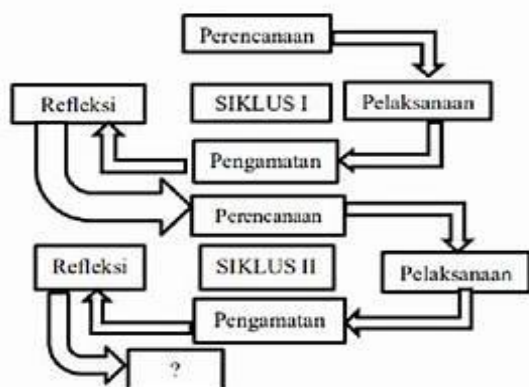 Perencanaan
Refleksi
SIKLUS I
Pelaksanaan
Pengamatan
Perencanaan
Refleksi
SIKLUS II
Pelaksanaan
Pengamatan
?